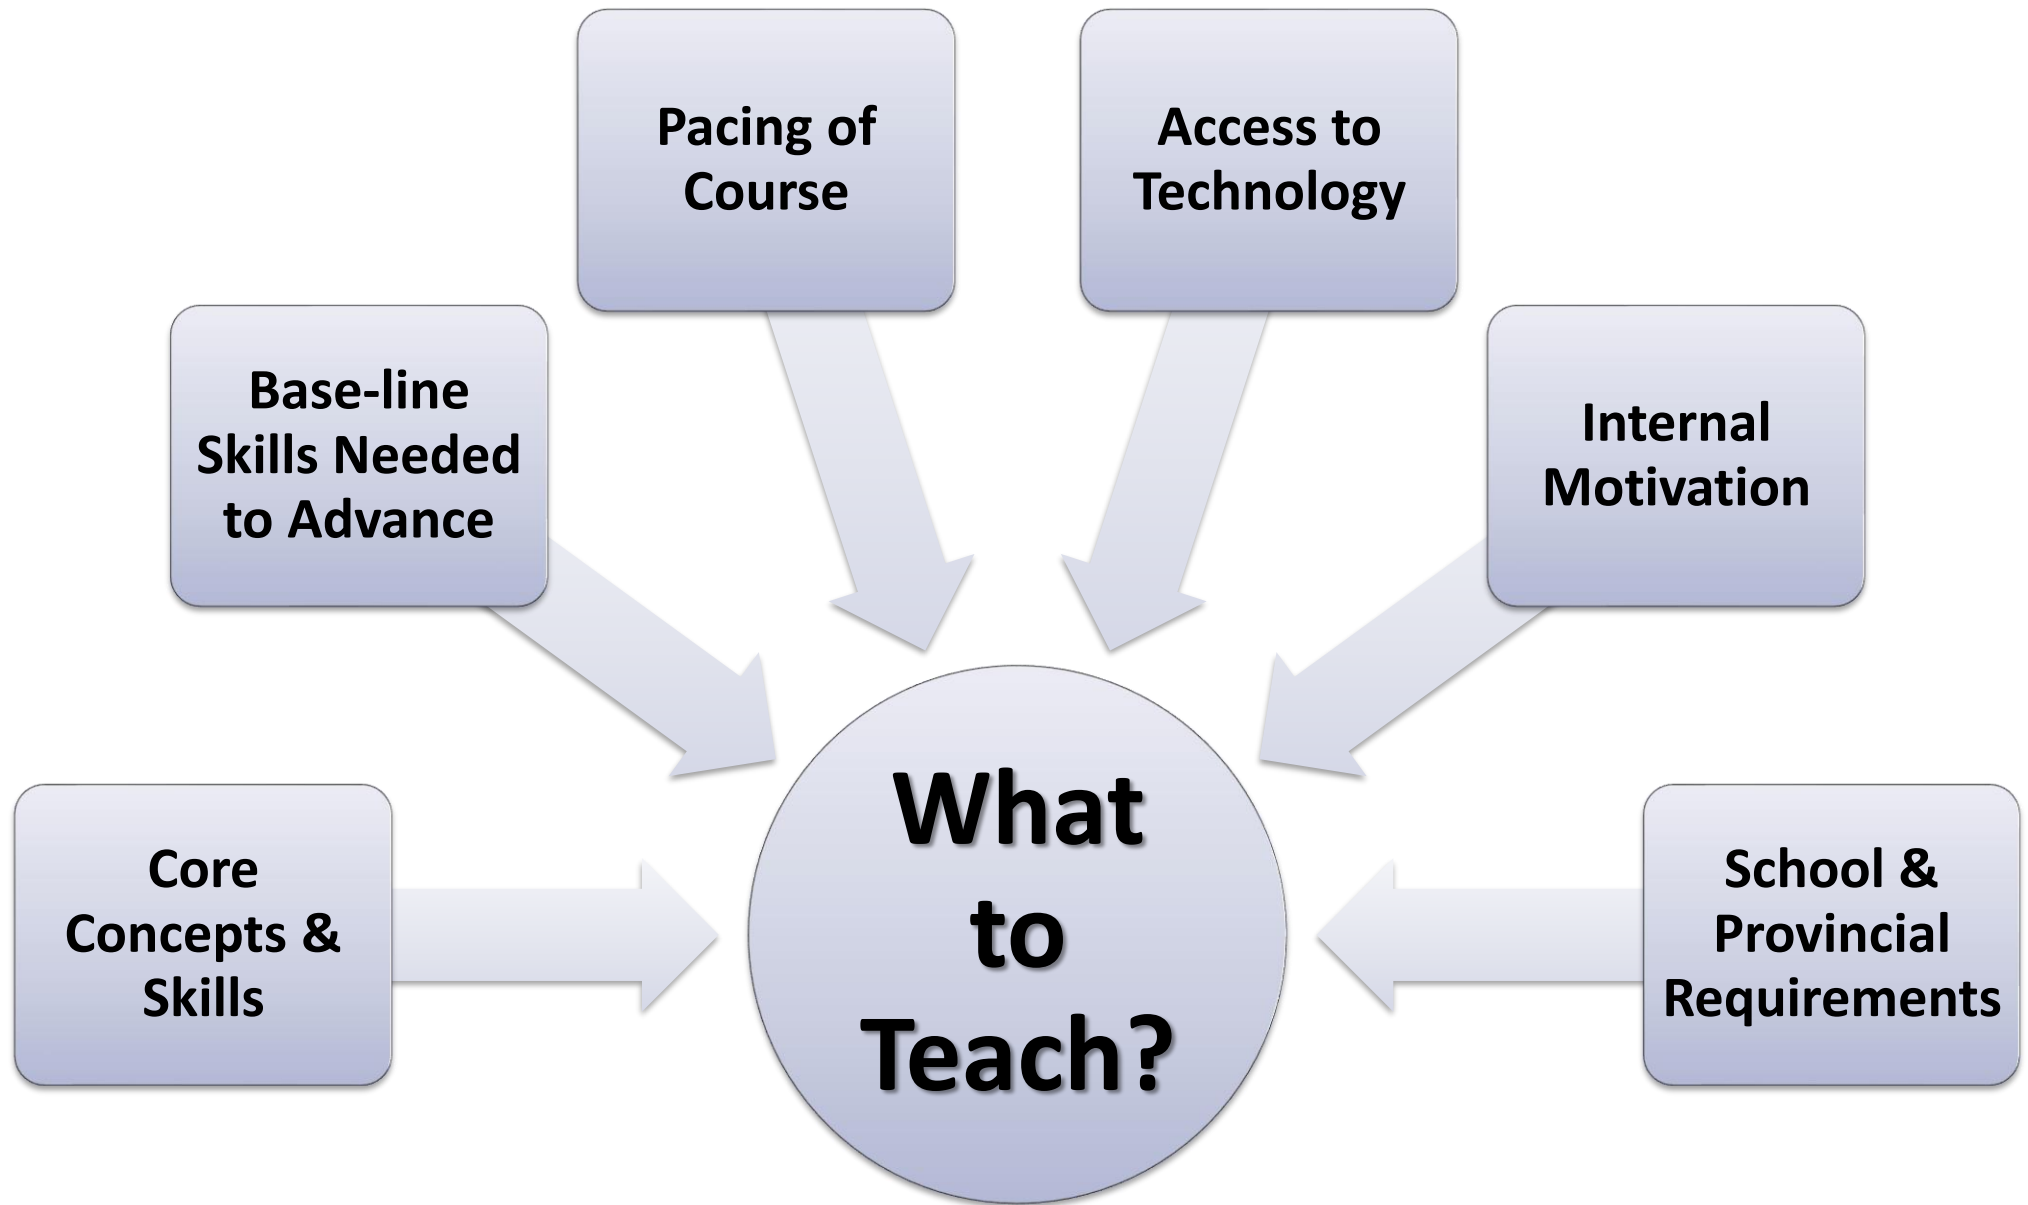 Pacing of
Course
Access to
Technology
Base-line
Skills Needed
to Advance
Internal
Motivation
Core
Concepts &
Skills
What
to
Teach?
School &
Provincial
Requirements